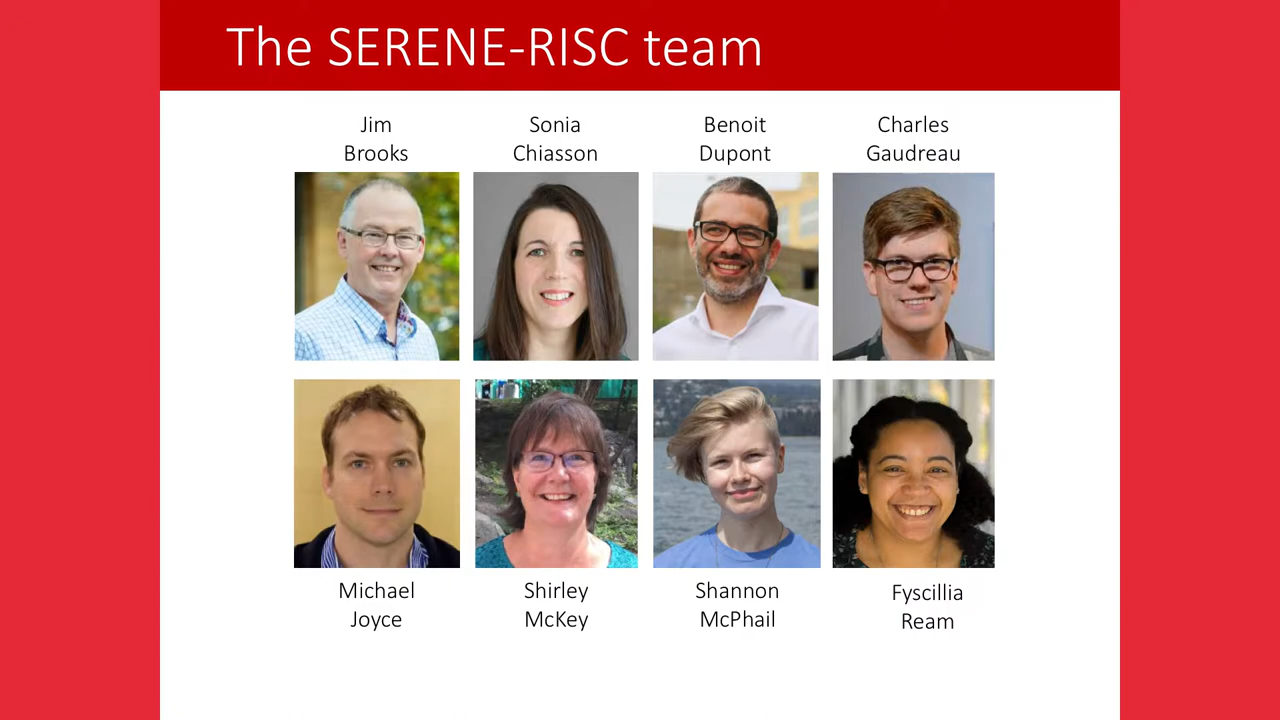 The SERENE-RISC team
Jim
Brooks
Sonia
Chiasson
Benoit
Dupont
Charles
Gaudreau
Michael
Joyce
Shirley
McKey
Shannon
McPhail
Fyscillia
Ream